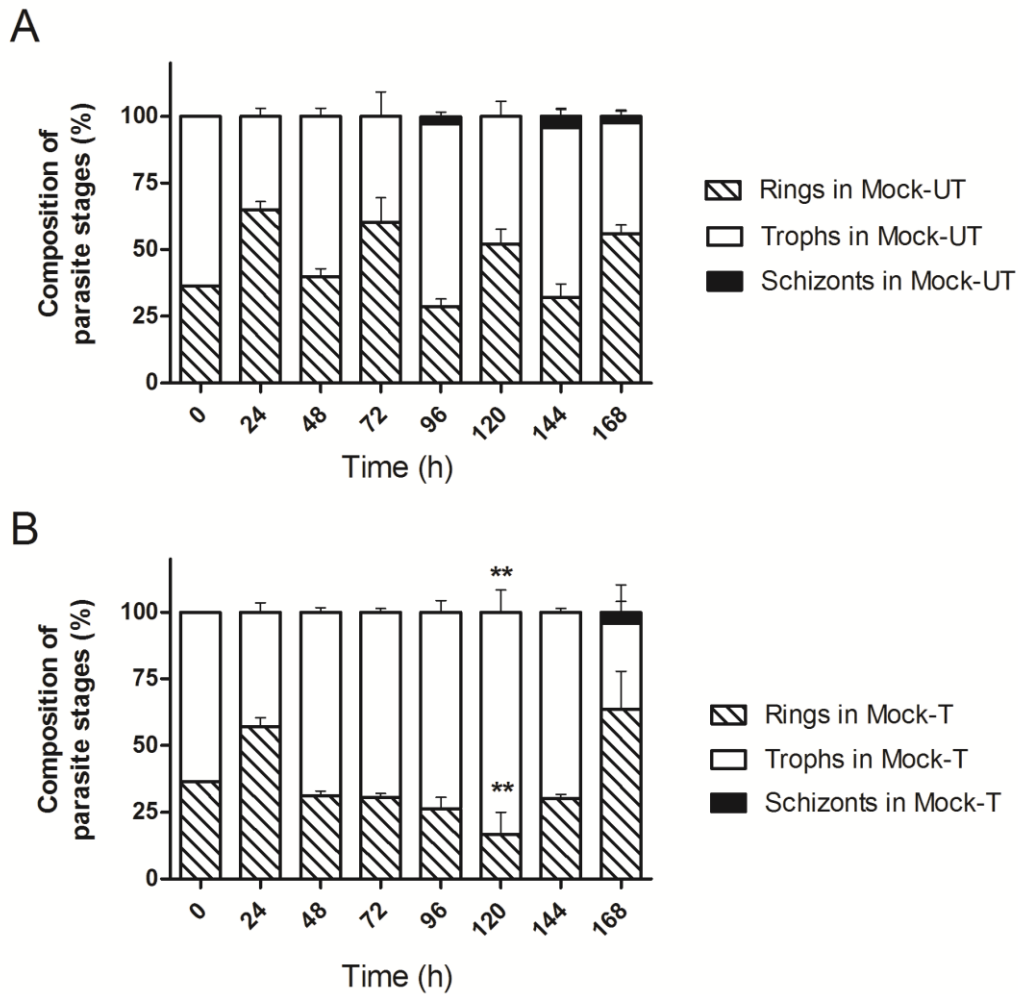 A
Composition of
parasite stages (%)
100
75
50
25
0
0
24
48
72
96
120
144
168
Time (h)
Rings in Mock-UT
Trophs in Mock-UT
Schizonts in Mock-UT
B
Composition of
parasite stages (%)
100
75
50
25
0
**
**
0
24
48
72
96
120
144
168
Time (h)
Rings in Mock-T
Trophs in Mock-T
Schizonts in Mock-T